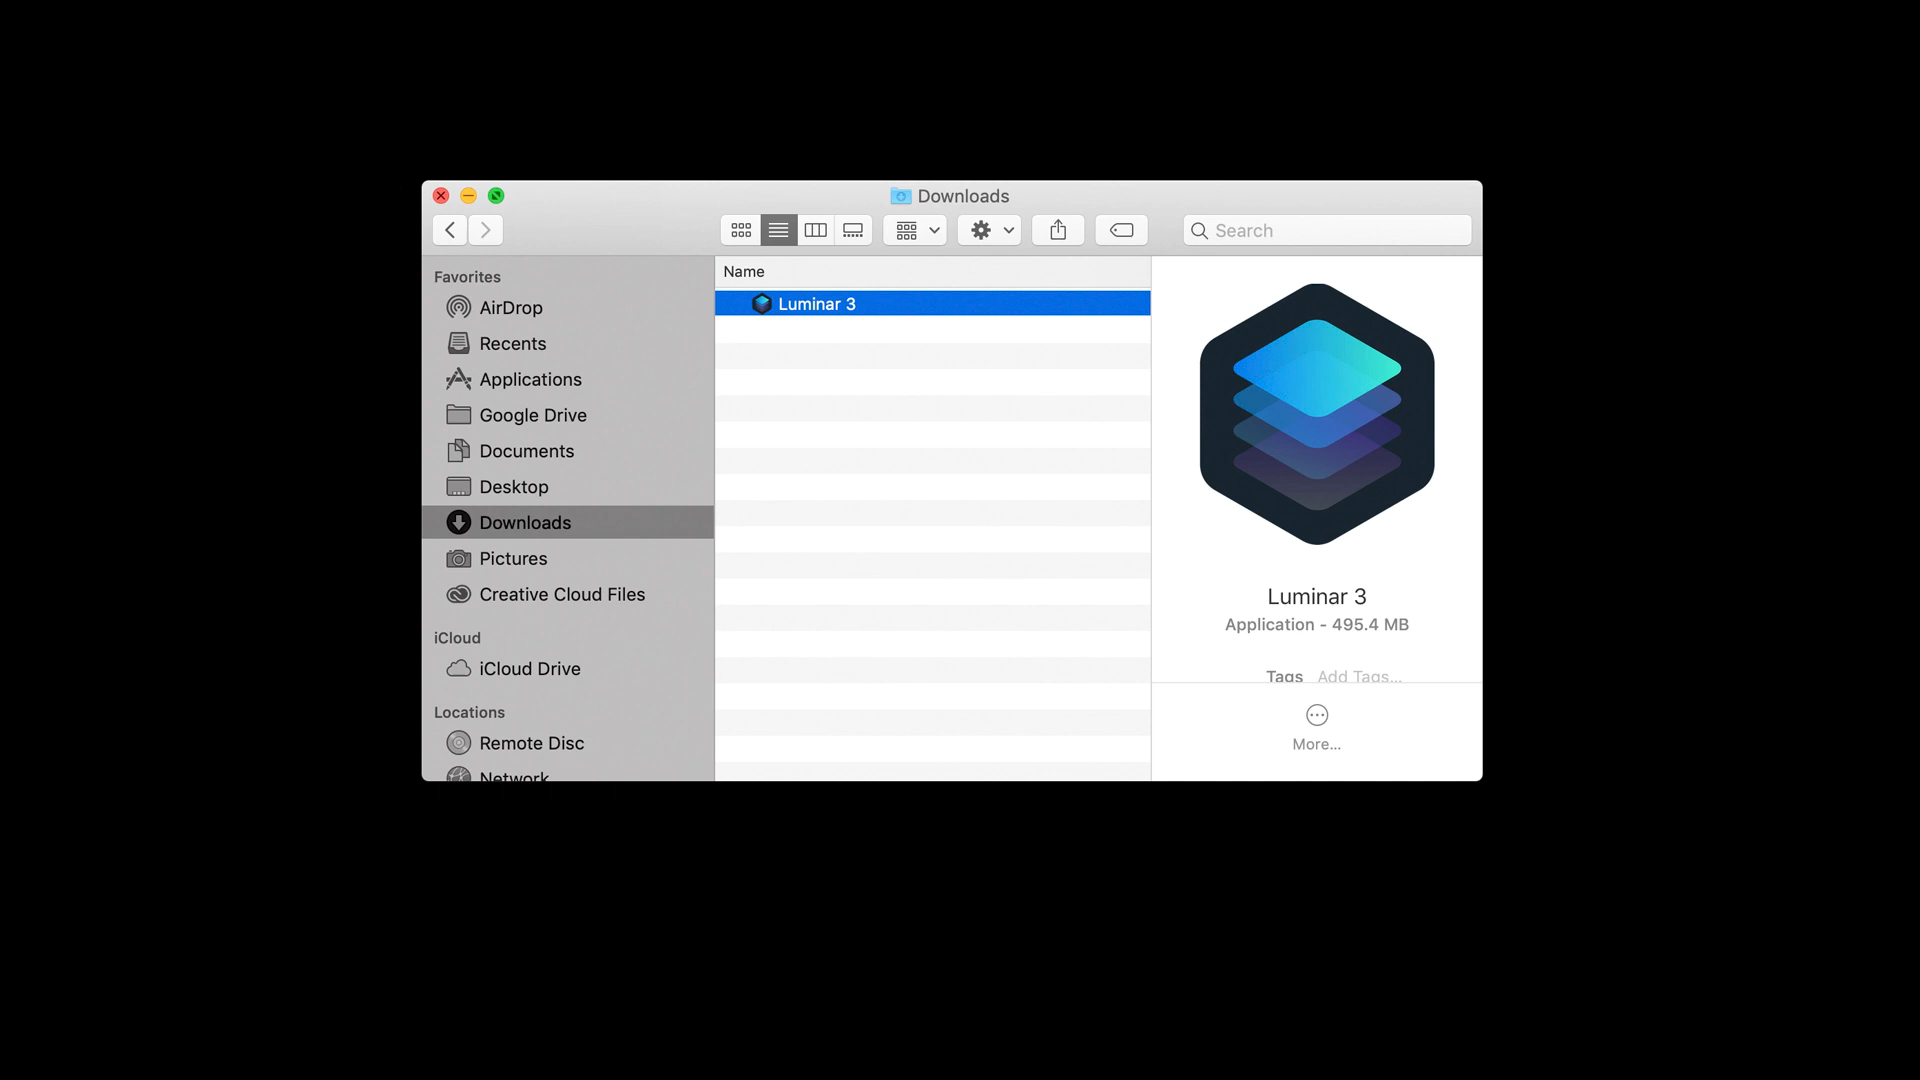 Downloads
Search
Favorites
AirDrop
Recents
Applications
Google Drive
Documents
Desktop
Downloads
Pictures
Creative Cloud Files
iCloud
iCloud Drive
Locations
Remote Disc
Network
Name
Luminar 3
Luminar 3
Application - 495.4 MB
Tags Add Tags...
More...